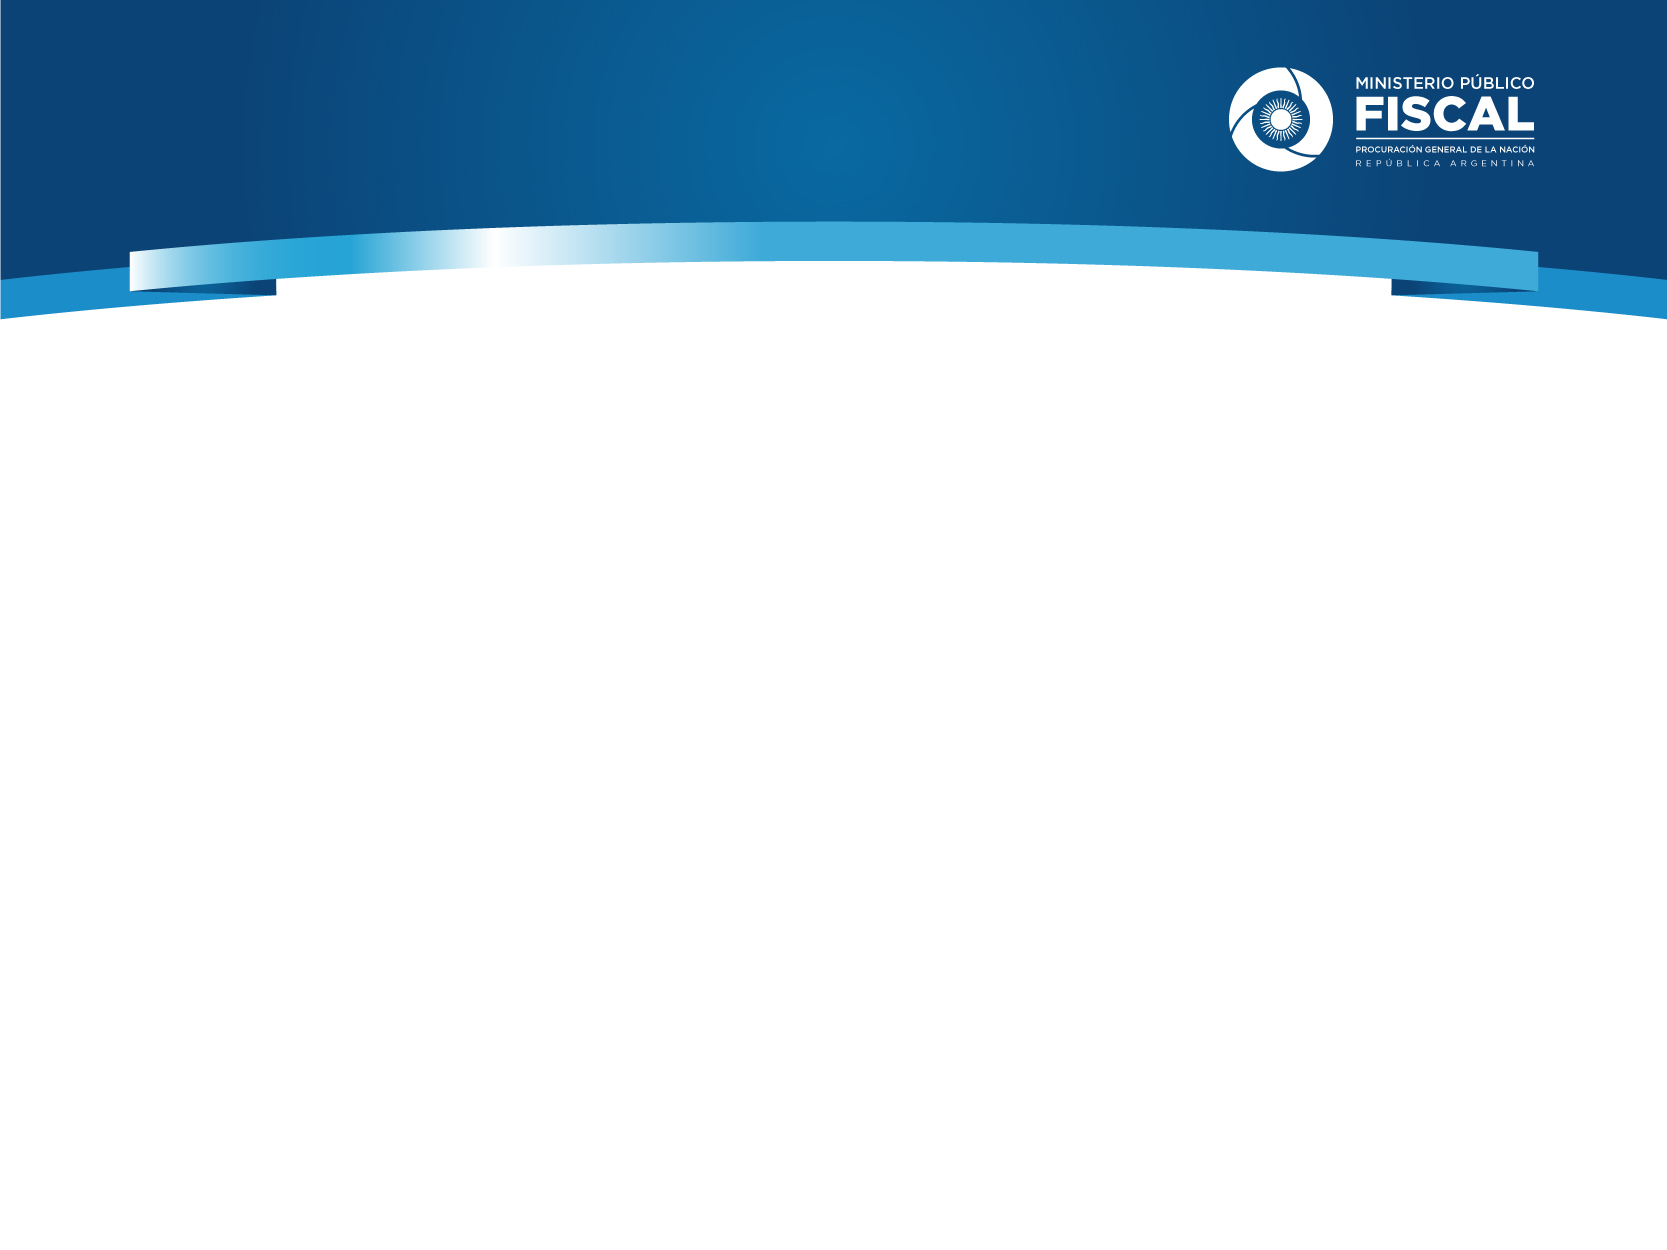 MINISTERIO PÚBLICO
FISCAL
PROCURACIÓN GENERAL DE LA NACIÓN
REPÚBLICA ARGENTINA